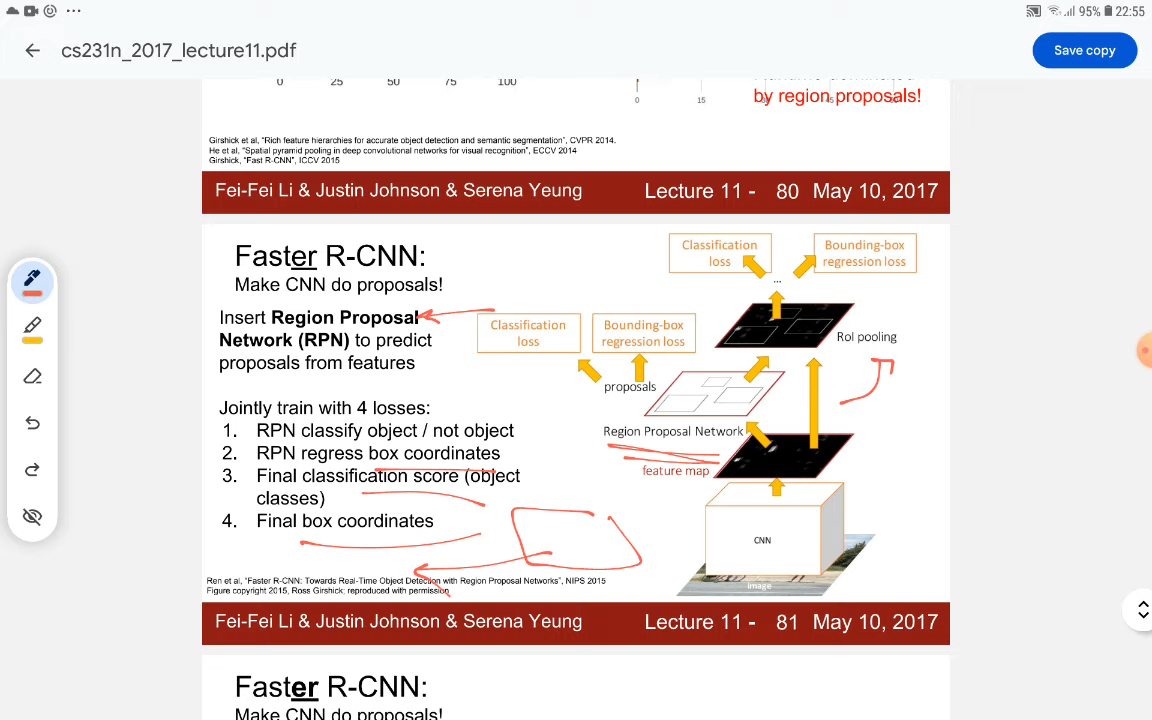 95% 22:55
cs231n_2017_lecture11.pdf
Save copy
0 25 50 75 100
0 15
by region proposals!
Girshick et al, “Rich feature hierarchies for accurate object detection and semantic segmentation”, CVPR 2014.
He et al, “Spatial pyramid pooling in deep convolutional networks for visual recognition”, ECCV 2014
Girshick, “Fast R-CNN”, ICCV 2015
Fei-Fei Li & Justin Johnson & Serena Yeung Lecture 11 - 80 May 10, 2017
Faster R-CNN:
Make CNN do proposals!
Insert Region Proposal
Network (RPN) to predict
proposals from features
Jointly train with 4 losses:
1. RPN classify object / not object
2. RPN regress box coordinates
3. Final classification score (object
classes)
4. Final box coordinates
Classification
loss
Bounding-box
regression loss
...
RoI pooling
Classification
loss
Bounding-box
regression loss
proposals
Region Proposal Network
feature map
CNN
image
Ren et al, “Faster R-CNN: Towards Real-Time Object Detection with Region Proposal Networks”, NIPS 2015
Figure copyright 2015, Ross Girshick; reproduced with permission
Fei-Fei Li & Justin Johnson & Serena Yeung Lecture 11 - 81 May 10, 2017
Faster R-CNN:
Make CNN do proposals!